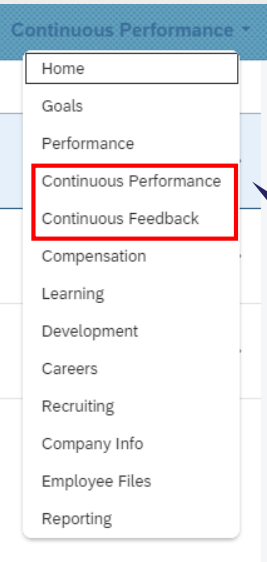 Continuous Performance
Home
Goals
Performance
Continuous Performance
Continuous Feedback
Compensation
Learning
Development
Careers
Recruiting
Company Info
Employee Files
Reporting